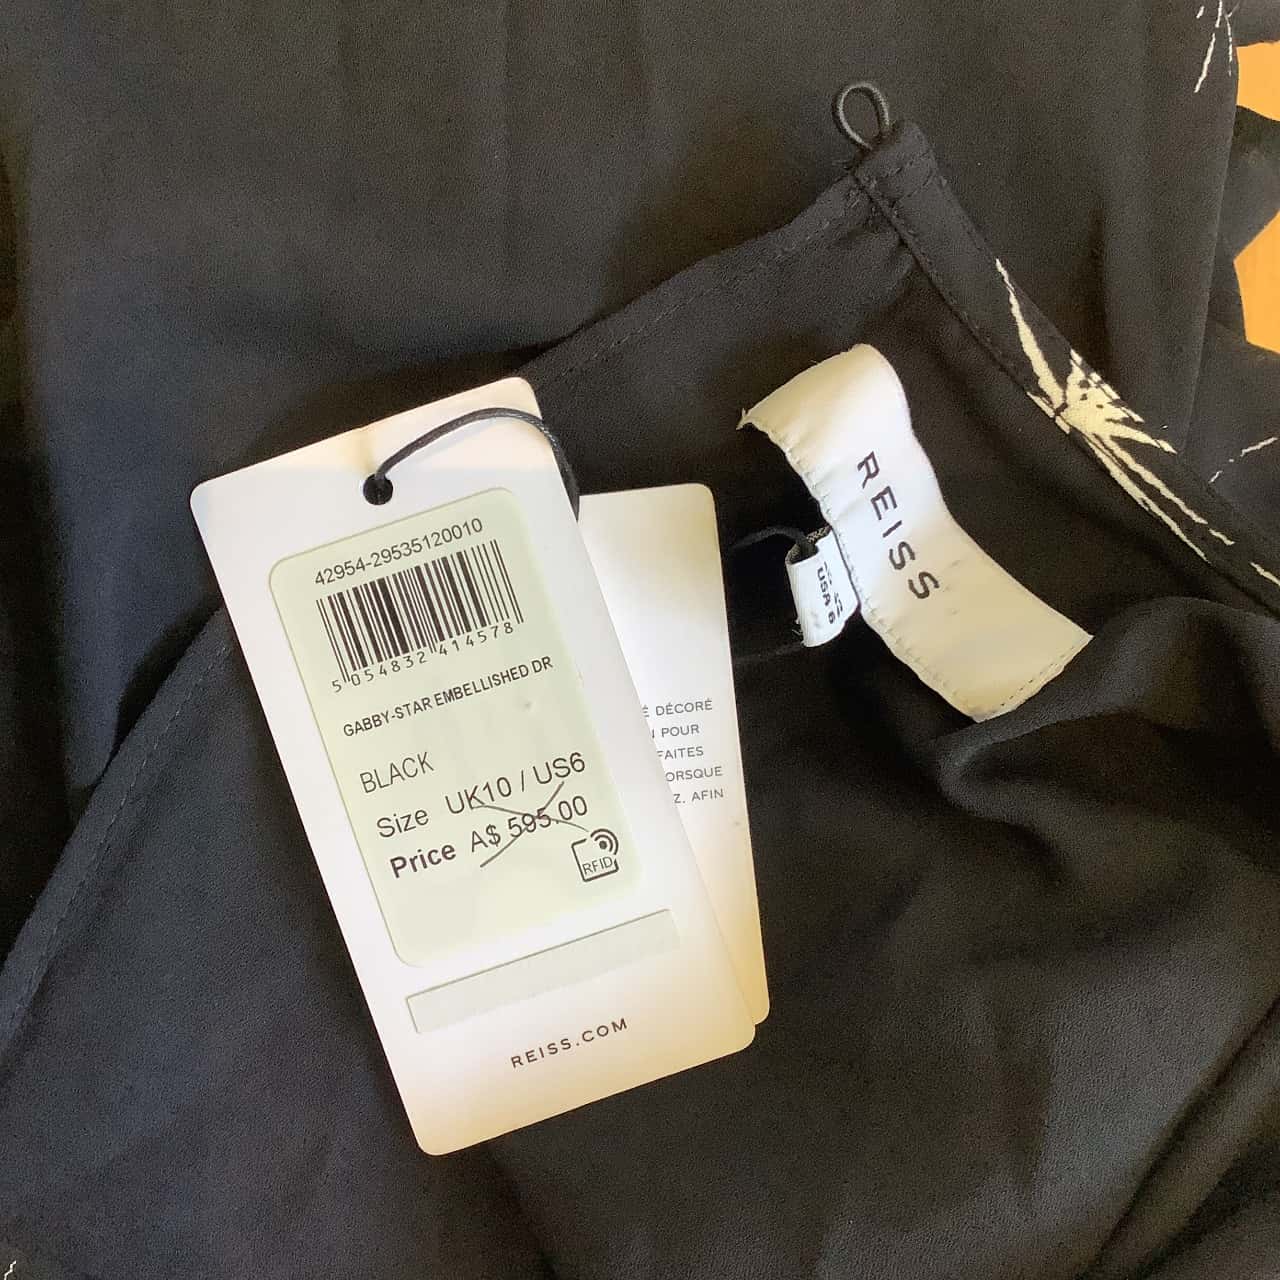 42954-29535120010
5 054832 414578
GABBY-STAR EMBELLISHED DR
BLACK
Size UK10 / US6
Price A$ 595.00
RFID
REISS.COM
DÉCORÉ
POUR
FAITES
ORSQUE
Z, AFIN
REISS
USA 6